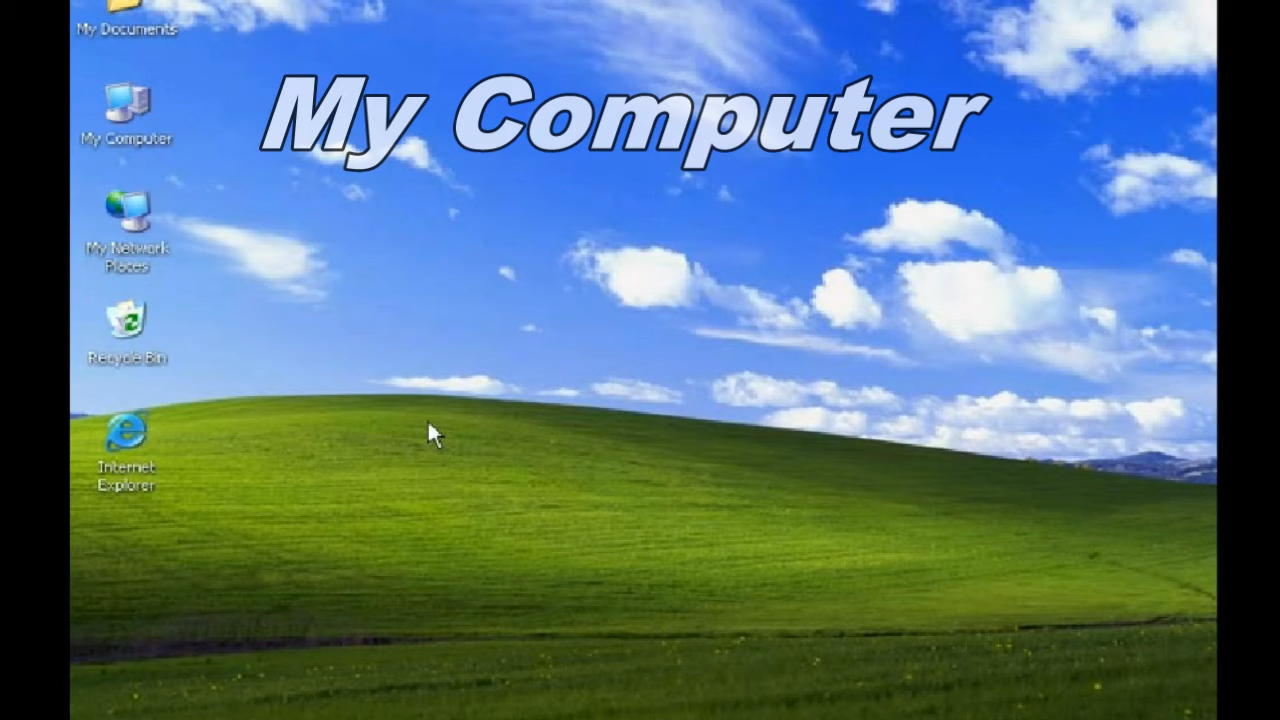 My Documents
My Computer
My Computer
My Network
Places
Recycle Bin
Internet
Explorer